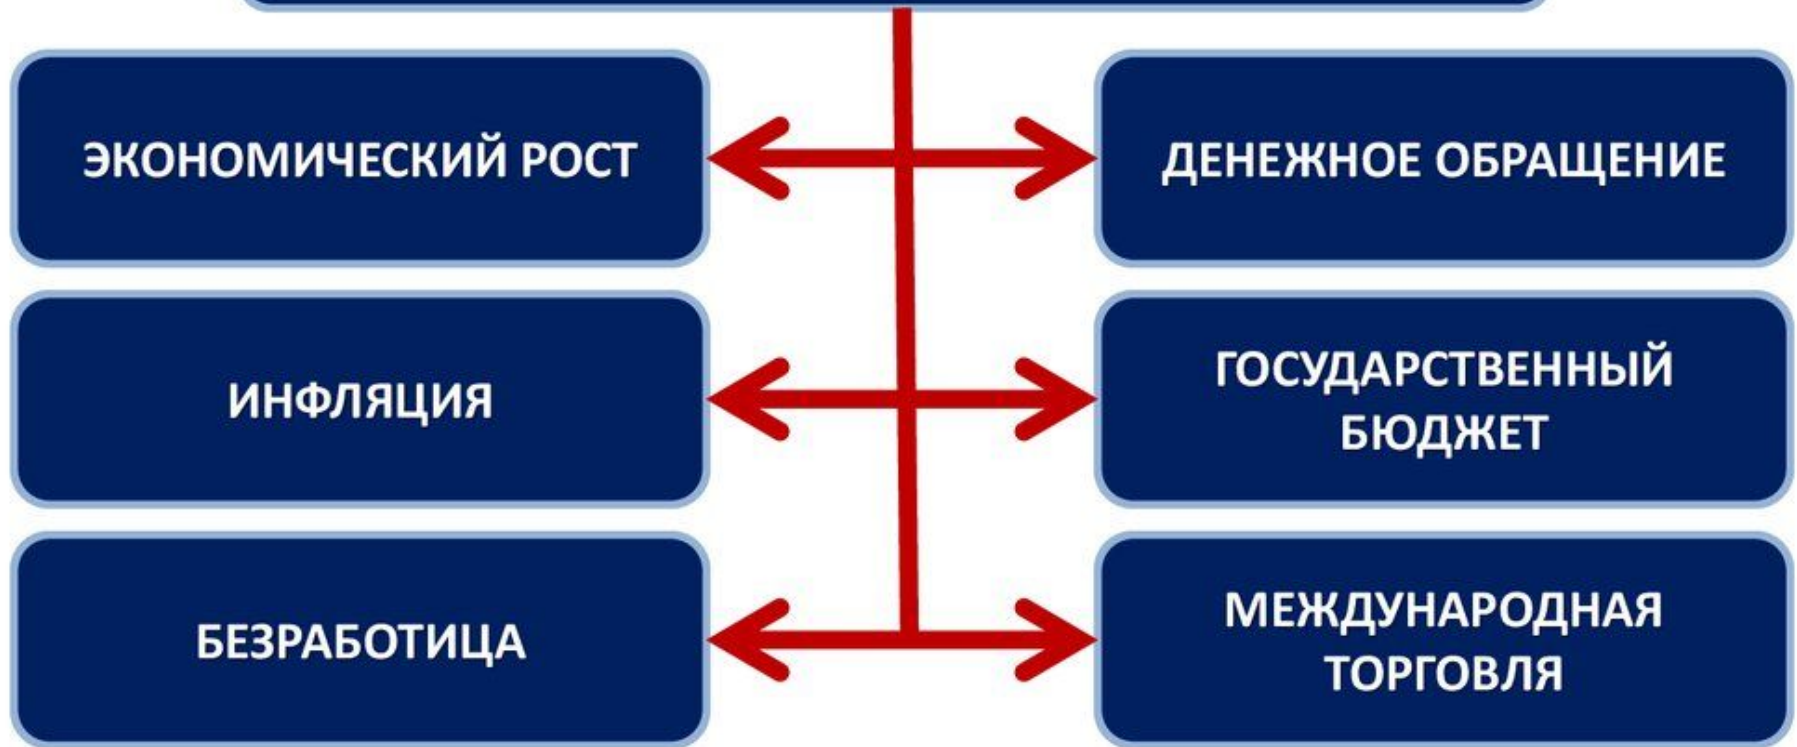 ЭКОНОМИЧЕСКИЙ РОСТ
ДЕНЕЖНОЕ ОБРАЩЕНИЕ
ИНФЛЯЦИЯ
ГОСУДАРСТВЕННЫЙ
БЮДЖЕТ
БЕЗРАБОТИЦА
МЕЖДУНАРОДНАЯ
ТОРГОВЛЯ